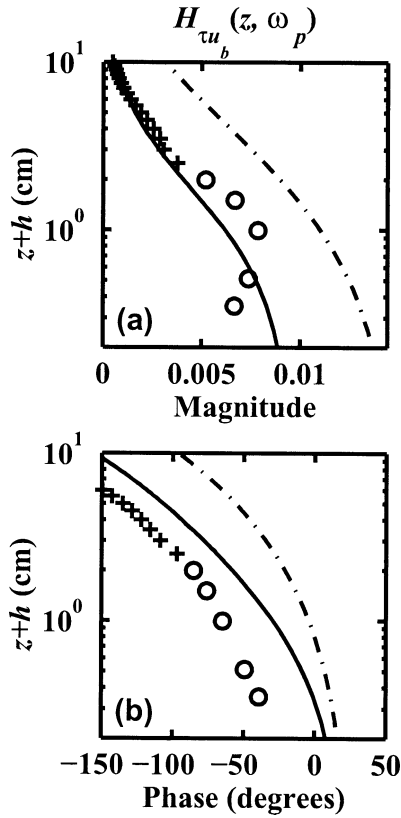 H_{τu_b}(z, ω_p)
10^1
10^0
z+h (cm)
(a)
0 0.005 0.01
Magnitude
10^1
10^0
z+h (cm)
(b)
−150 −100 −50 0 50
Phase (degrees)